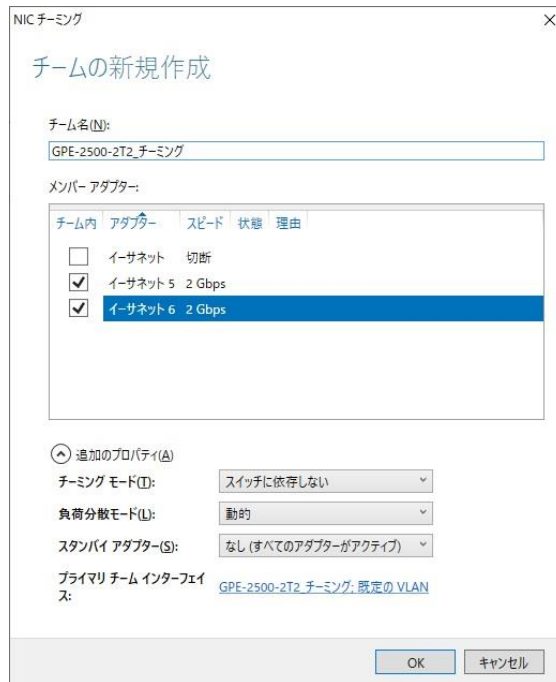 NIC チーミング
チームの新規作成
チーム名(N):
GPE-2500-2T2_チーミング
メンバー アダプター:
チーム内 アダプター スピード 状態 理由
イーサネット 切断
イーサネット 5 2 Gbps
イーサネット 6 2 Gbps
追加のプロパティ(A)
チーミング モード(T): スイッチに依存しない
負荷分散モード(L): 動的
スタンバイ アダプター(S): なし (すべてのアダプターがアクティブ)
プライマリ チーム インターフェイ
ス: GPE-2500-2T2_チーミング; 既定の VLAN
OK キャンセル